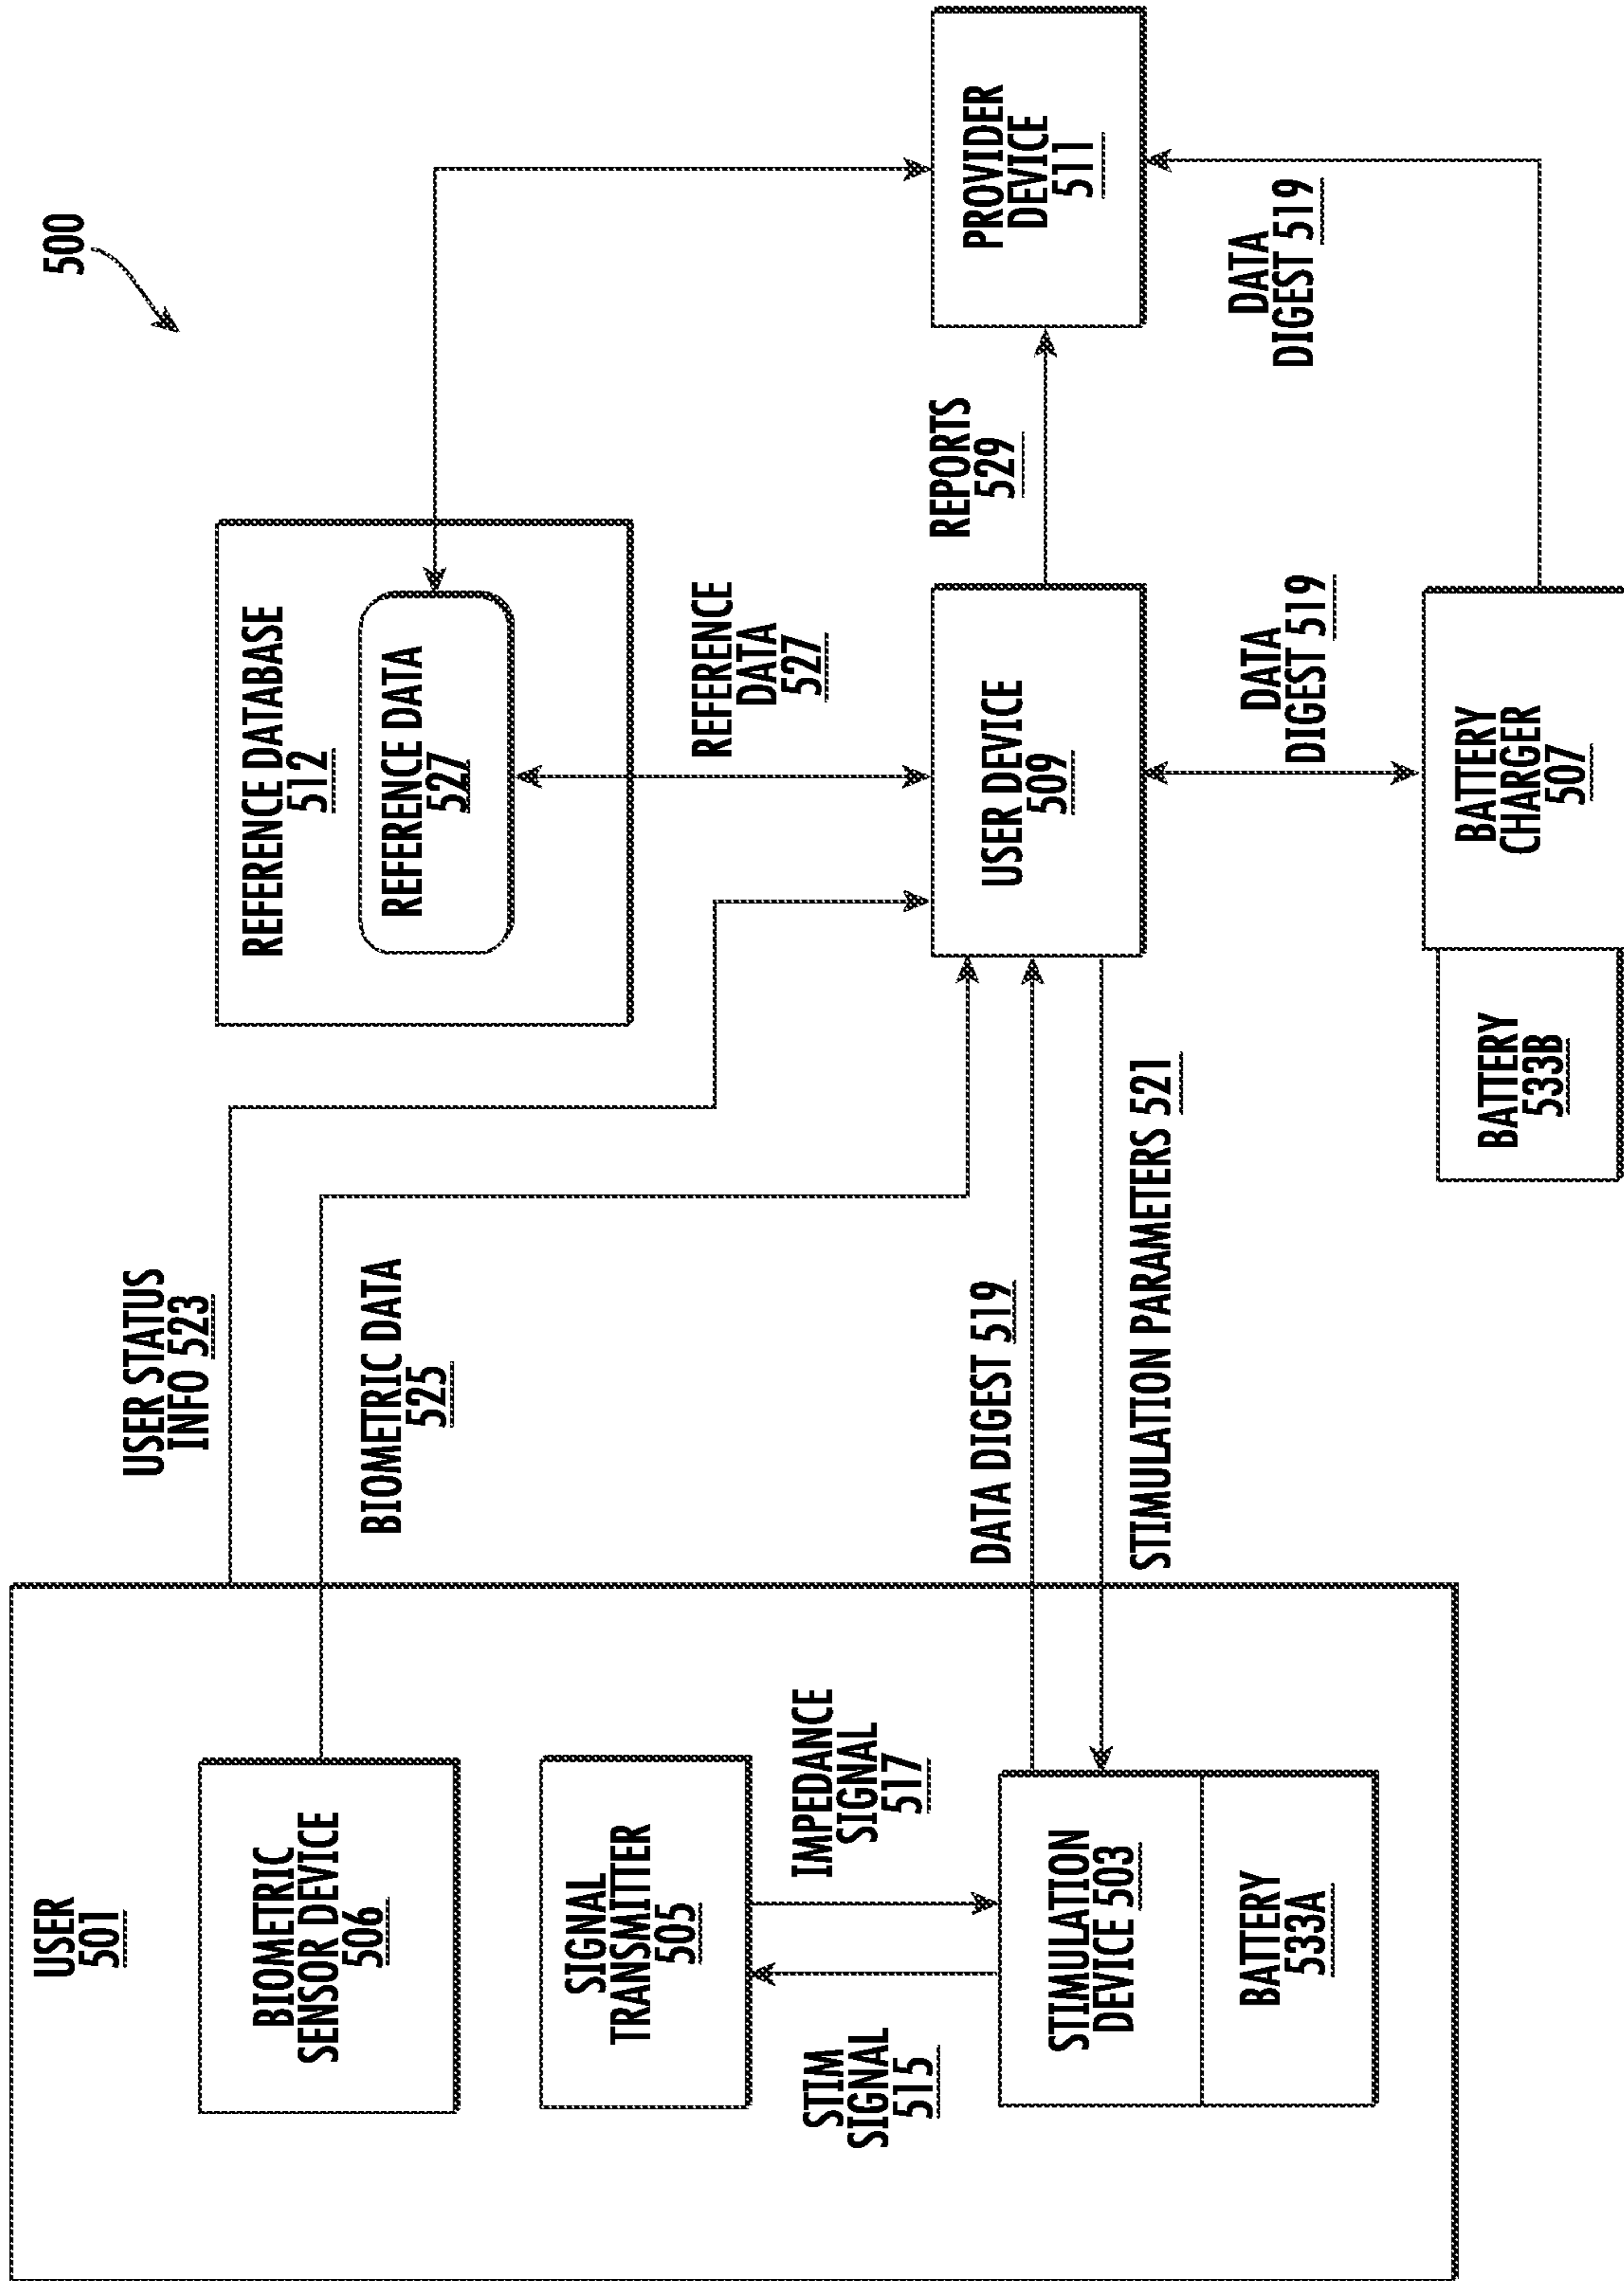 500
USER
501
BIOMETRIC
SENSOR DEVICE
506
SIGNAL
TRANSMITTER
505
STIM
SIGNAL
515
IMPEDANCE
SIGNAL
517
STIMULATION
DEVICE 503
BATTERY
533A
USER STATUS
INFO 523
BIOMETRIC DATA
525
DATA DIGEST 519
STIMULATION PARAMETERS 521
REFERENCE DATABASE
512
REFERENCE DATA
527
REFERENCE
DATA
527
USER DEVICE
509
REPORTS
529
PROVIDER
DEVICE
511
DATA
DIGEST 519
DATA
DIGEST 519
BATTERY
CHARGER
507
BATTERY
533B